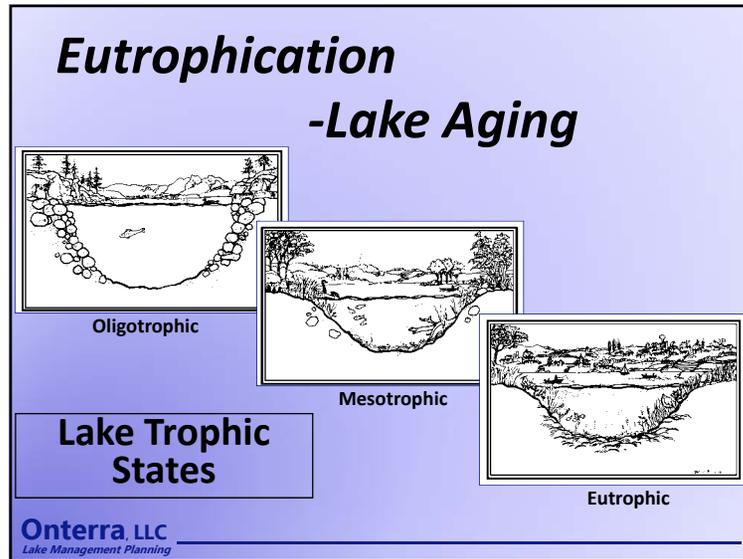 Eutrophication
-Lake Aging
Oligotrophic
Mesotrophic
Eutrophic
Lake Trophic
States
Onterra, LLC
Lake Management Planning